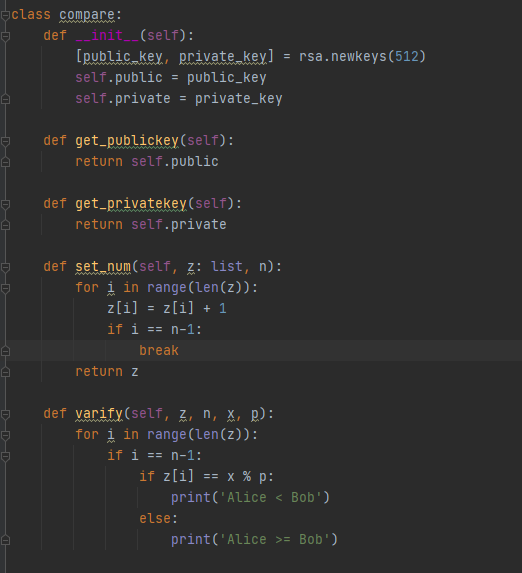 class compare:
    def __init__(self):
        [public_key, private_key] = rsa.newkeys(512)
        self.public = public_key
        self.private = private_key

    def get_publickey(self):
        return self.public

    def get_privatekey(self):
        return self.private

    def set_num(self, z: list, n):
        for i in range(len(z)):
            z[i] = z[i] + 1
            if i == n-1:
                break
        return z

    def varify(self, z, n, x, p):
        for i in range(len(z)):
            if i == n-1:
                if z[i] == x % p:
                    print('Alice < Bob')
                else:
                    print('Alice >= Bob')